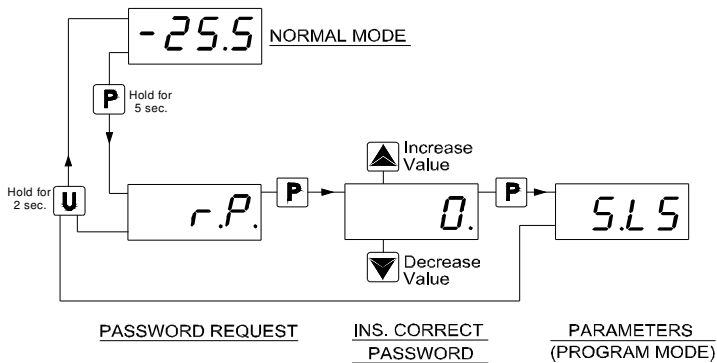 -25.5 NORMAL MODE
P Hold for
5 sec.
Increase
Value
Hold for
2 sec.
U
r.P. P 0. P S.L S
Decrease
Value
PASSWORD REQUEST INS. CORRECT PARAMETERS
PASSWORD (PROGRAM MODE)